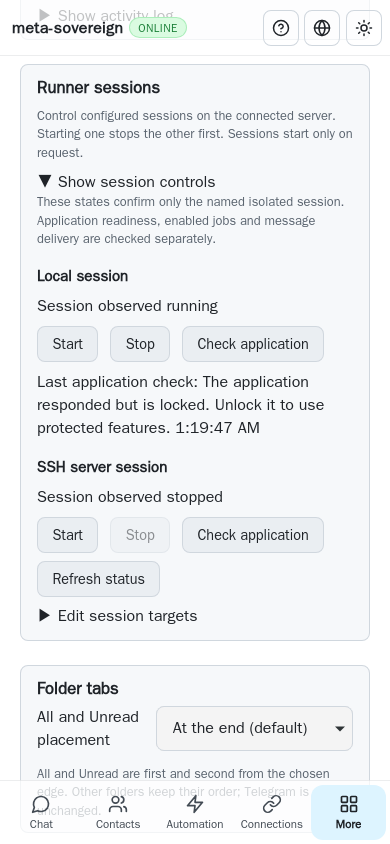 ▶ Show activity log
meta-sovereign ONLINE
Runner sessions
Control configured sessions on the connected server.
Starting one stops the other first. Sessions start only on
request.
▼ Show session controls
These states confirm only the named isolated session.
Application readiness, enabled jobs and message
delivery are checked separately.
Local session
Session observed running
Start Stop Check application
Last application check: The application
responded but is locked. Unlock it to use
protected features. 1:19:47 AM
SSH server session
Session observed stopped
Start Stop Check application
Refresh status
▶ Edit session targets
Folder tabs
All and Unread
placement
At the end (default)
All and Unread are first and second from the chosen
edge. Other folders keep their order; Telegram is
unchanged.
Chat Contacts Automation Connections More